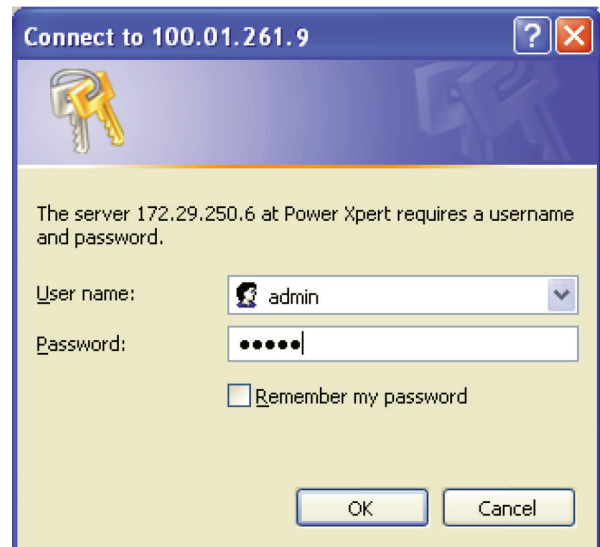 Connect to 100.01.261.9
The server 172.29.250.6 at Power Xpert requires a username
and password.
User name:
admin
Password:
●●●●●
Remember my password
OK
Cancel